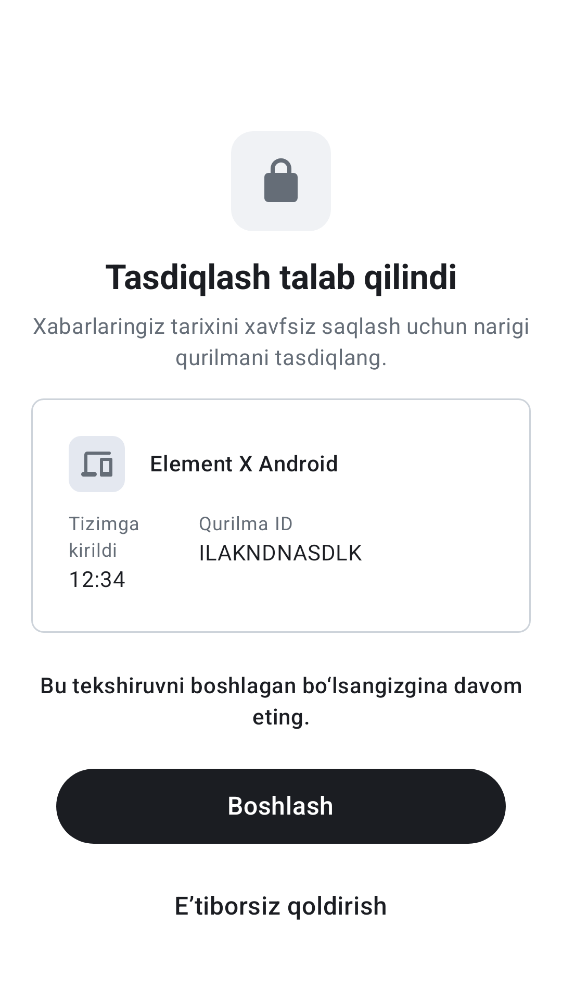 Tasdiqlash talab qilindi
Xabarlaringiz tarixini xavfsiz saqlash uchun narigi
qurilmani tasdiqlang.
Element X Android
Tizimga
kirildi
12:34
Qurilma ID
ILAKNDNASDLK
Bu tekshiruvni boshlagan bo‘lsangizgina davom
eting.
Boshlash
E’tiborsiz qoldirish